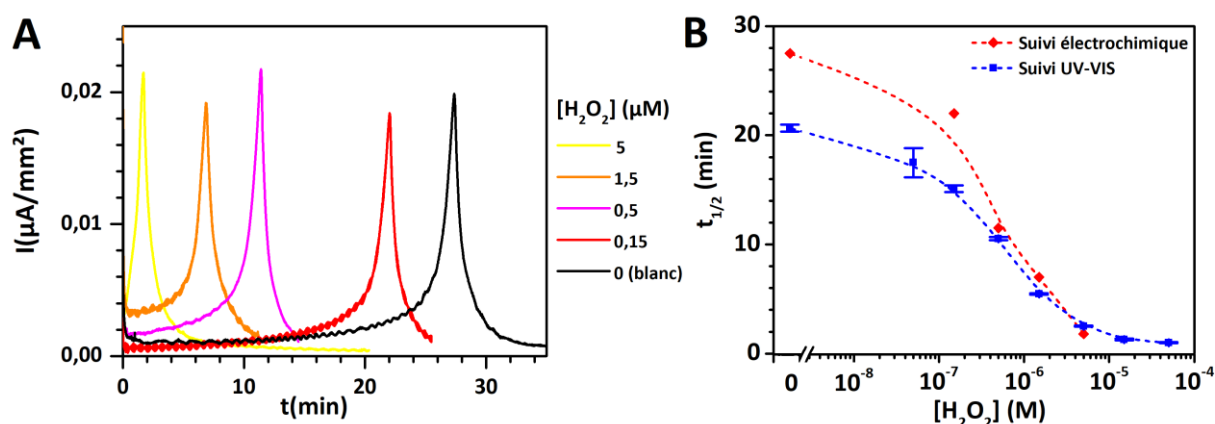 A
I(µA/mm²)
0,02
0,01
0,00
0
10
20
30
t(min)
[H₂O₂] (µM)
5
1,5
0,5
0,15
0 (blanc)
B
t₁/₂ (min)
30
20
10
0
Suivi électrochimique
Suivi UV-VIS
0
10⁻⁸
10⁻⁷
10⁻⁶
10⁻⁵
10⁻⁴
[H₂O₂] (M)